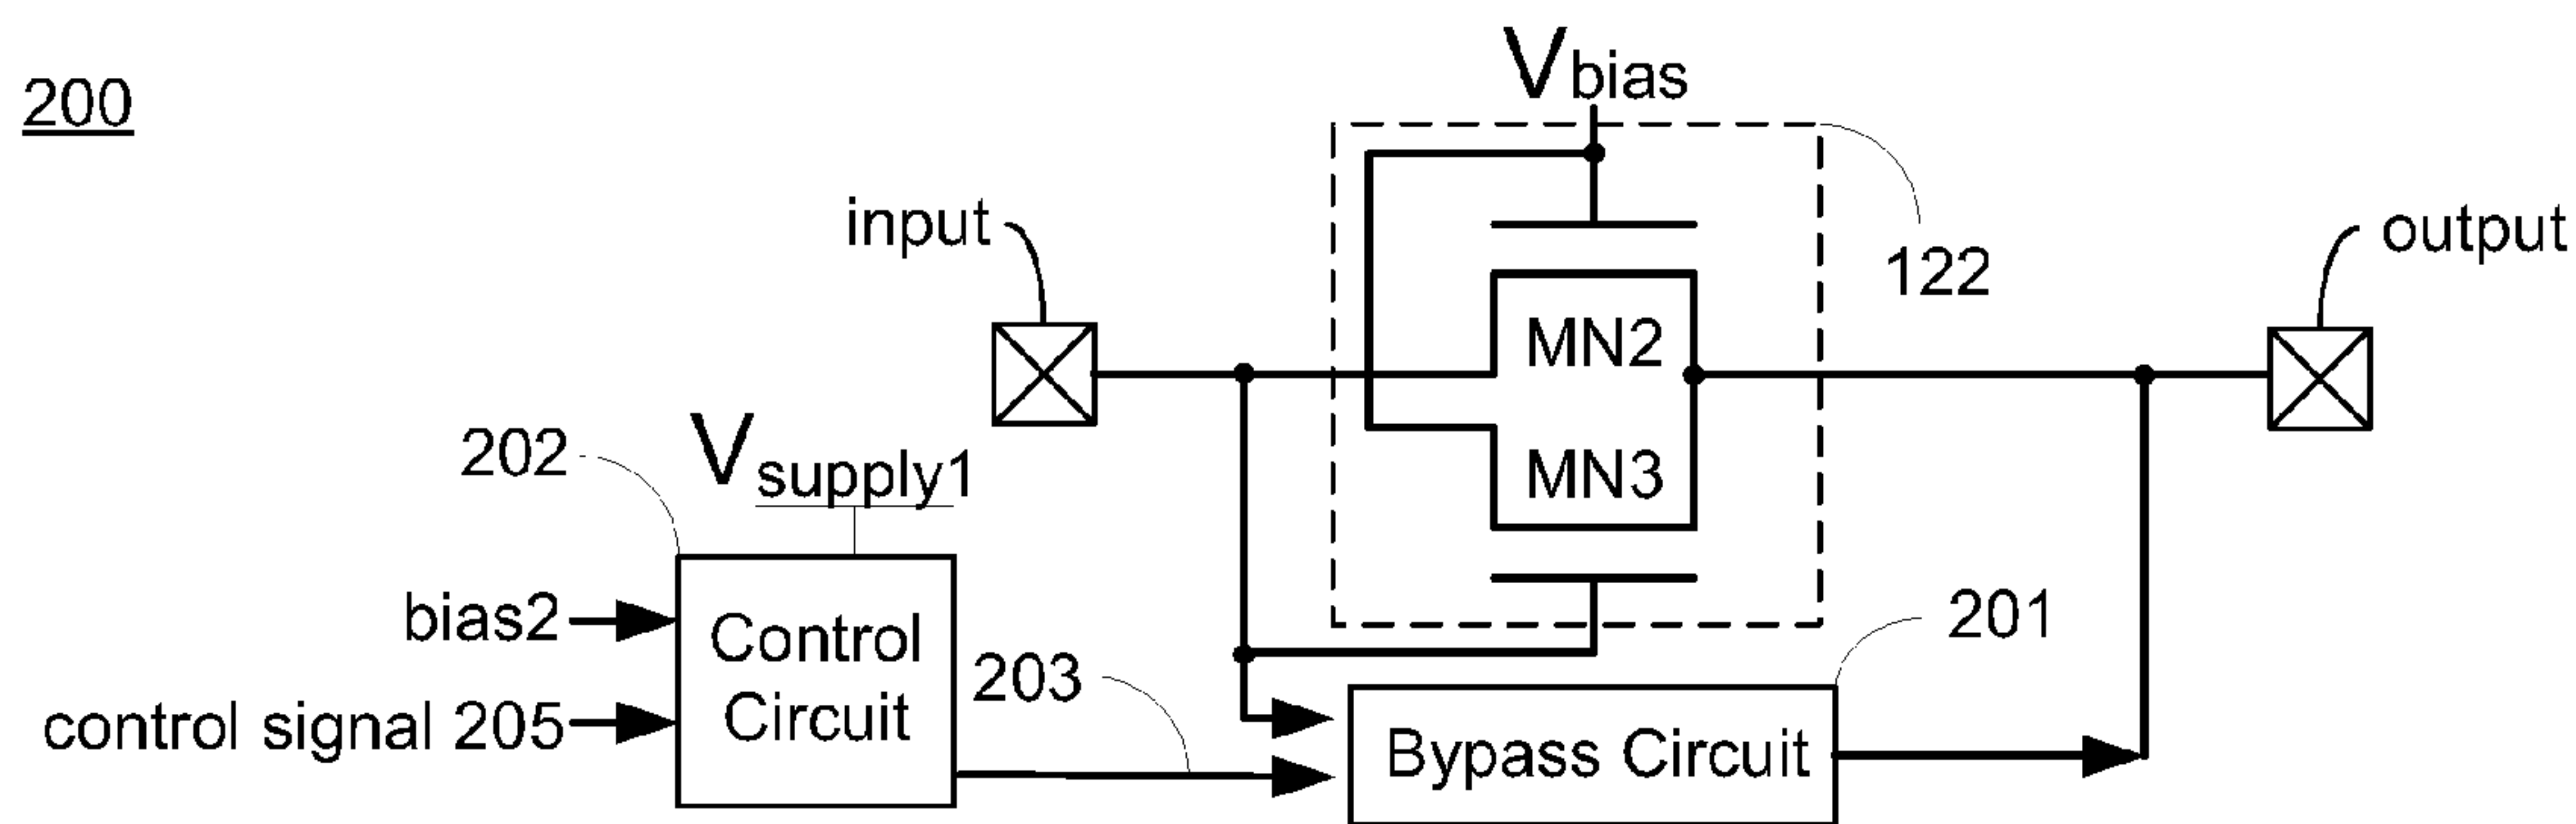 200
Vbias
input
output
122
MN2
MN3
202
Vsupply1
bias2
control signal 205
Control
Circuit
203
201
Bypass Circuit